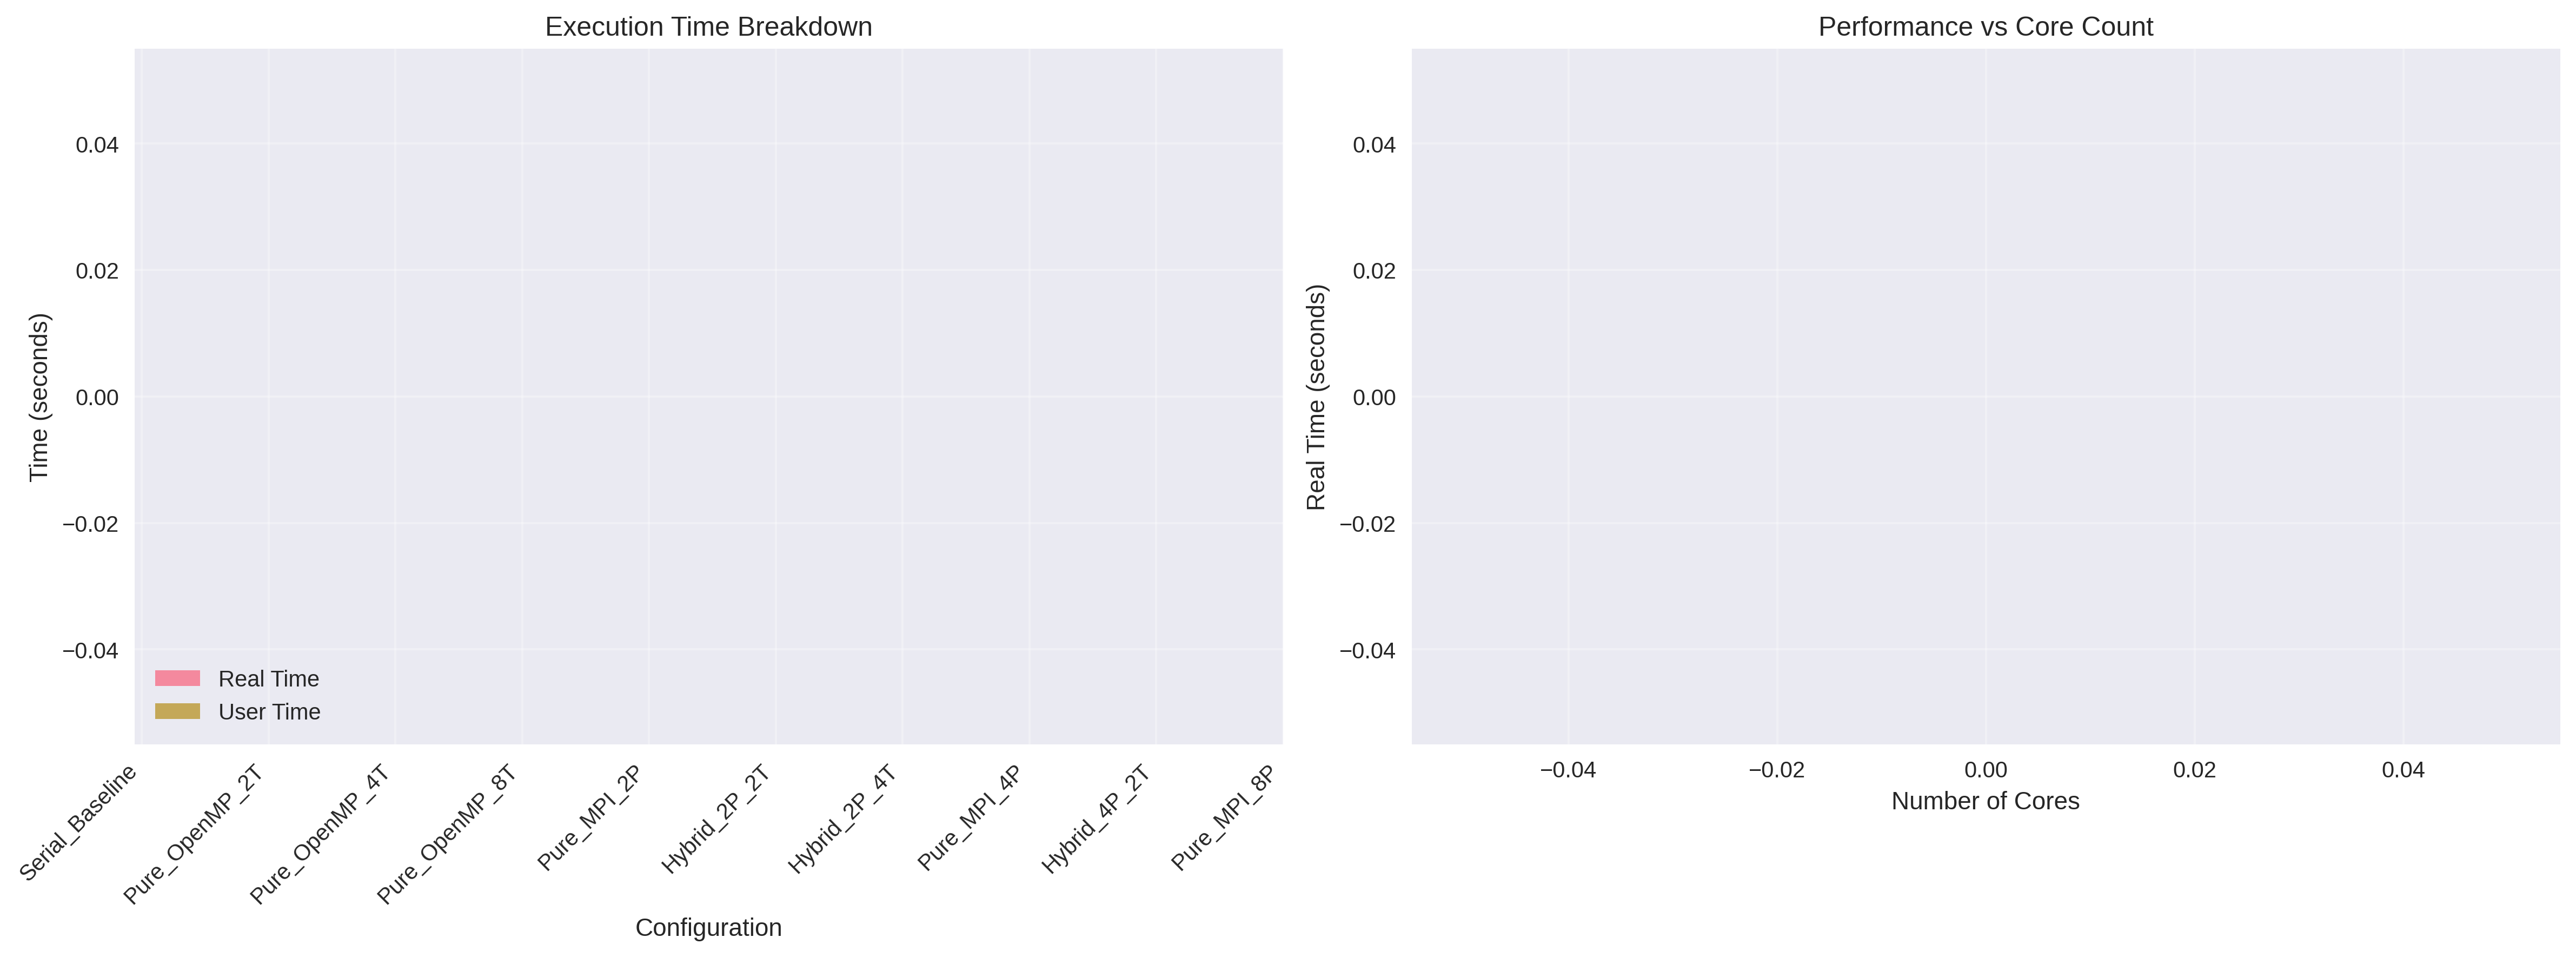 Execution Time Breakdown
Time (seconds)
0.04
0.02
0.00
−0.02
−0.04
Real Time
User Time
Serial_Baseline
Pure_OpenMP_2T
Pure_OpenMP_4T
Pure_OpenMP_8T
Pure_MPI_2P
Hybrid_2P_2T
Hybrid_2P_4T
Pure_MPI_4P
Hybrid_4P_2T
Pure_MPI_8P
Configuration
Performance vs Core Count
Real Time (seconds)
0.04
0.02
0.00
−0.02
−0.04
−0.04 −0.02 0.00 0.02 0.04
Number of Cores